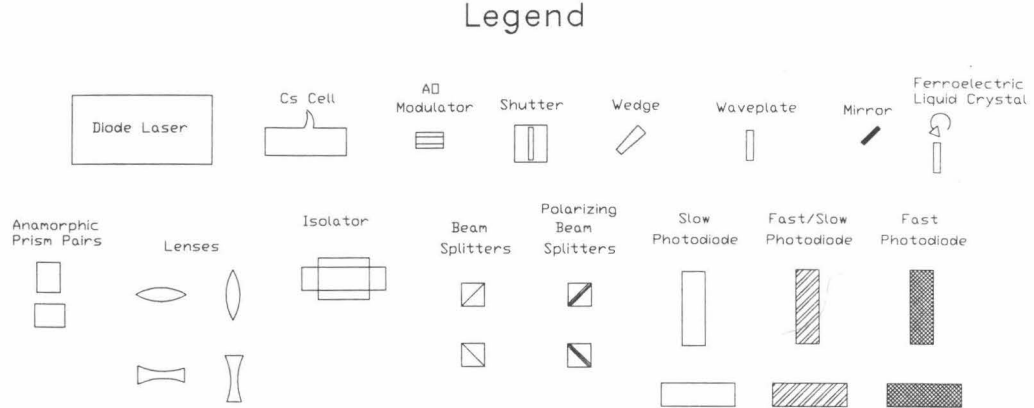 Legend
Diode Laser
Cs Cell
AO
Modulator
Shutter
Wedge
Waveplate
Mirror
Ferroelectric
Liquid Crystal
Anamorphic
Prism Pairs
Lenses
Isolator
Beam
Splitters
Polarizing
Beam
Splitters
Slow
Photodiode
Fast/Slow
Photodiode
Fast
Photodiode